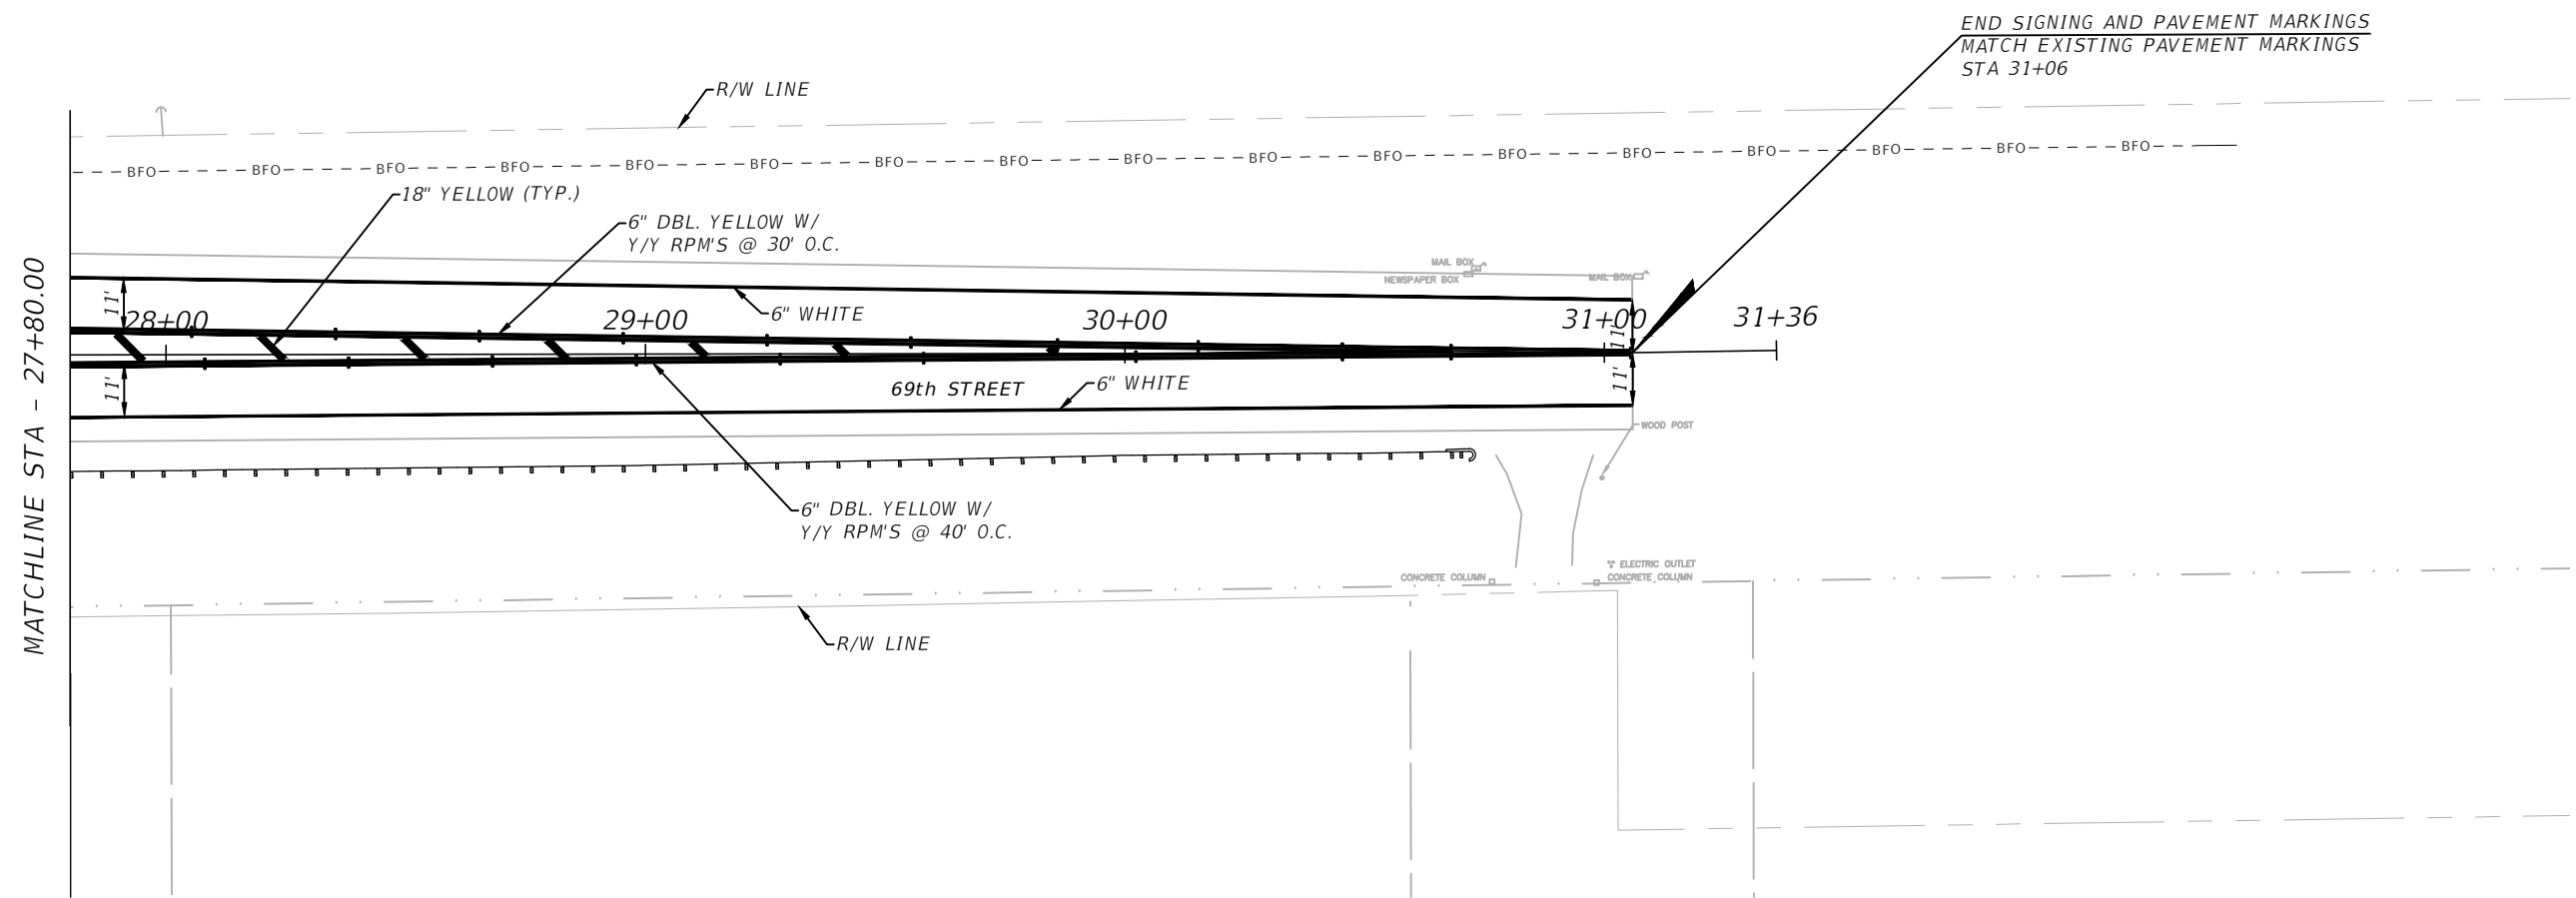 END SIGNING AND PAVEMENT MARKINGS
MATCH EXISTING PAVEMENT MARKINGS
STA 31+06
R/W LINE
BFO BFO BFO BFO BFO BFO BFO BFO BFO BFO BFO BFO BFO BFO BFO BFO BFO
18" YELLOW (TYP.)
6" DBL. YELLOW W/
Y/Y RPM'S @ 30' O.C.
MATCHLINE STA - 27+80.00
MAIL BOX
NEWSPAPER BOX
MAIL BOX
11'
28+00
29+00
6" WHITE
30+00
31+00
11'
31+36
11'
69th STREET
6" WHITE
11'
WOOD POST
6" DBL. YELLOW W/
Y/Y RPM'S @ 40' O.C.
ELECTRIC OUTLET
CONCRETE COLUMN
CONCRETE COLUMN
R/W LINE